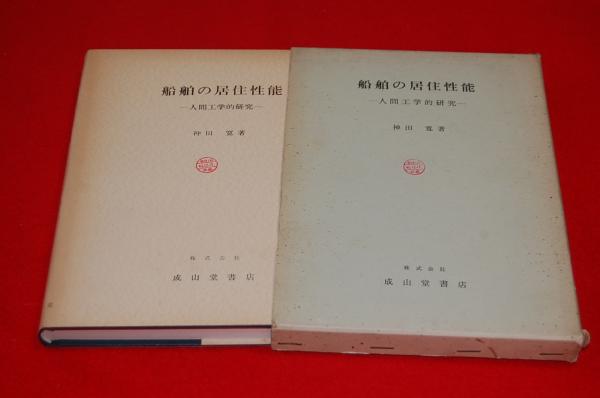 船舶の居住性能
―人間工学的研究―
神田 寛著
株式会社
成山堂書店
船舶の居住性能
―人間工学的研究―
神田 寛著
株式会社
成山堂書店